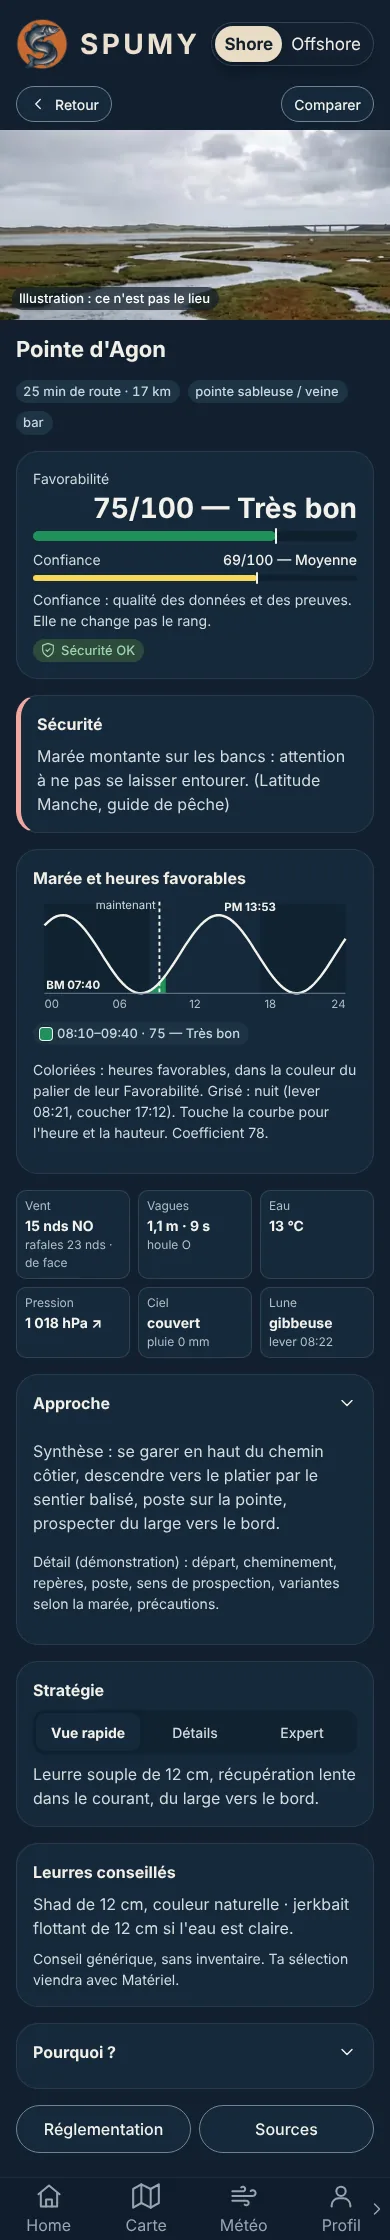 SPUMY
Shore Offshore
Retour Comparer
Illustration : ce n'est pas le lieu
Pointe d'Agon
25 min de route · 17 km
pointe sableuse / veine
bar
Favorabilité
75/100 — Très bon
Confiance 69/100 — Moyenne
Confiance : qualité des données et des preuves.
Elle ne change pas le rang.
Sécurité OK
Sécurité
Marée montante sur les bancs : attention
à ne pas se laisser entourer. (Latitude
Manche, guide de pêche)
Marée et heures favorables
maintenant PM 13:53
BM 07:40
00 06 12 18 24
08:10–09:40 · 75 — Très bon
Coloriées : heures favorables, dans la couleur du
palier de leur Favorabilité. Grisé : nuit (lever
08:21, coucher 17:12). Touche la courbe pour
l'heure et la hauteur. Coefficient 78.
Vent
15 nds NO
rafales 23 nds ·
de face
Vagues
1,1 m · 9 s
houle O
Eau
13 °C
Pression
1 018 hPa ↗
Ciel
couvert
pluie 0 mm
Lune
gibbeuse
lever 08:22
Approche
Synthèse : se garer en haut du chemin
côtier, descendre vers le platier par le
sentier balisé, poste sur la pointe,
prospecter du large vers le bord.
Détail (démonstration) : départ, cheminement,
repères, poste, sens de prospection, variantes
selon la marée, précautions.
Stratégie
Vue rapide Détails Expert
Leurre souple de 12 cm, récupération lente
dans le courant, du large vers le bord.
Leurres conseillés
Shad de 12 cm, couleur naturelle · jerkbait
flottant de 12 cm si l'eau est claire.
Conseil générique, sans inventaire. Ta sélection
viendra avec Matériel.
Pourquoi ?
Réglementation Sources
Home Carte Météo Profil